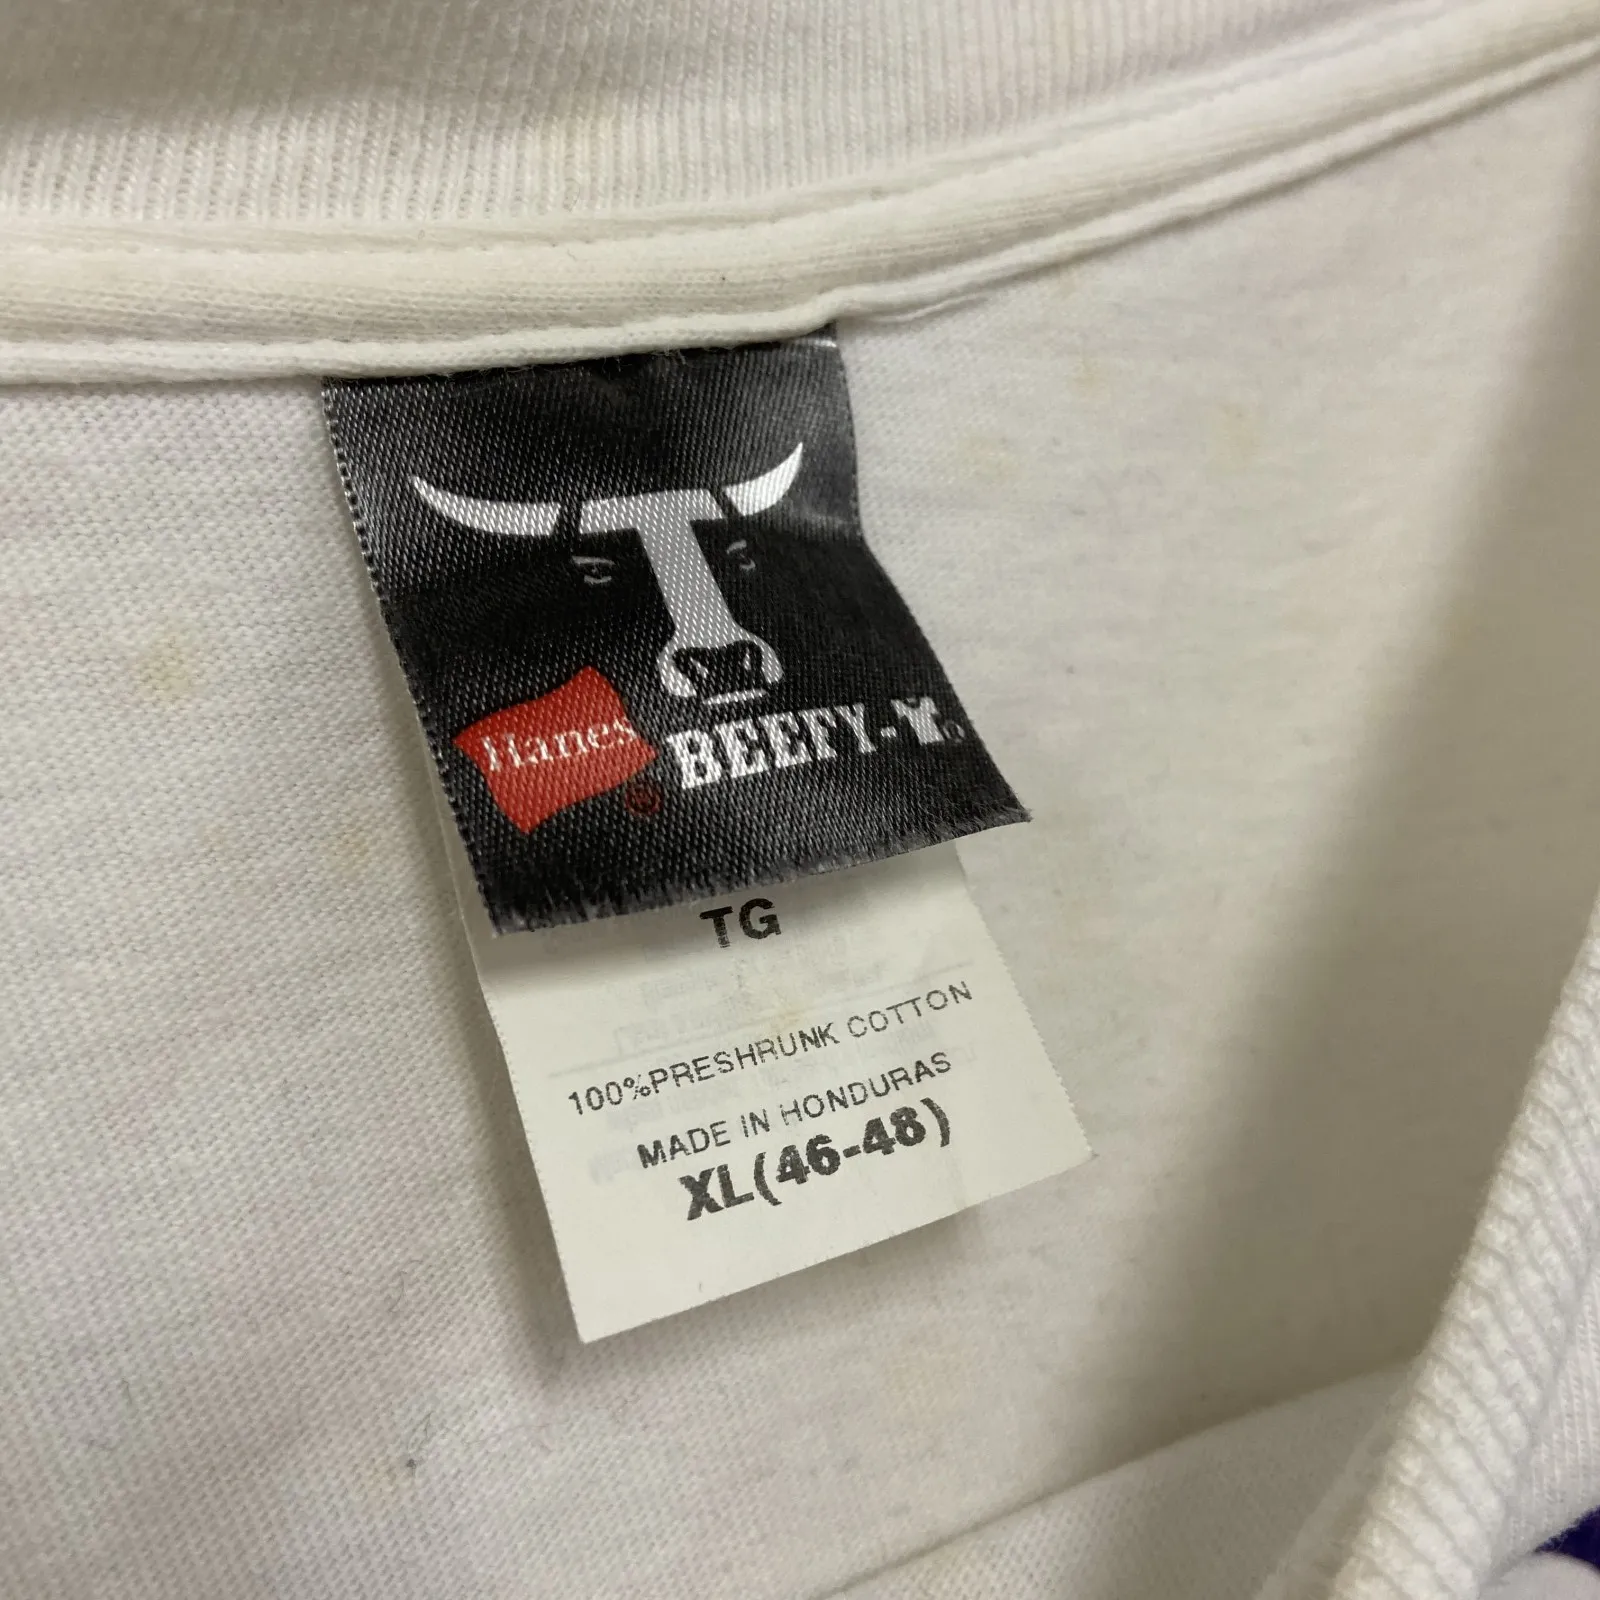 Hanes
®
BEEFY-T®
TG
100%PRESHRUNK COTTON
MADE IN HONDURAS
XL(46-48)